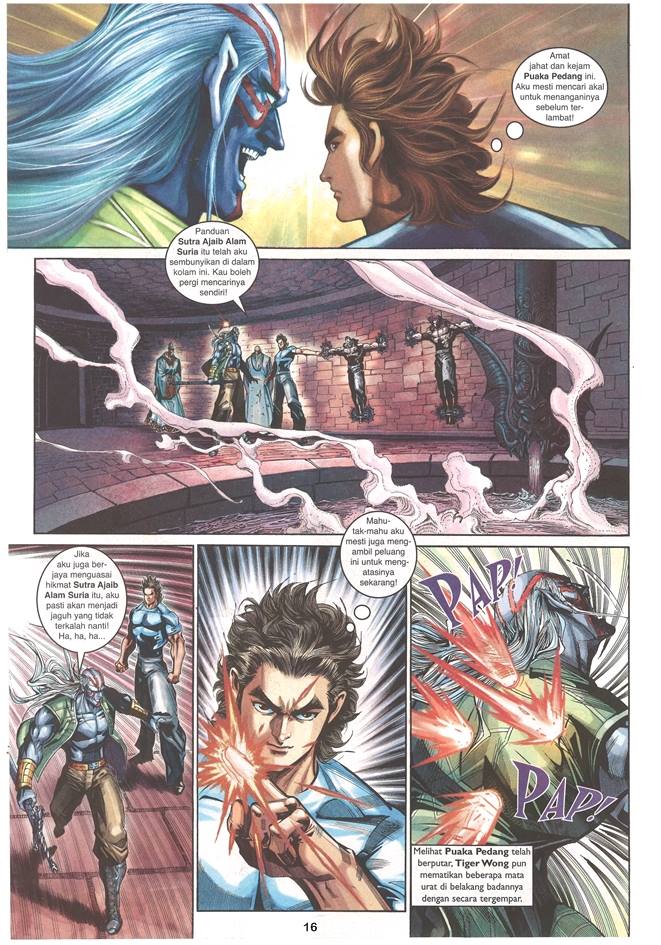 Amat
jahat dan kejam
Puaka Pedang ini.
Aku mesti mencari akal
untuk menanganinya
sebelum ter-
lambat!
Panduan
Sutra Ajaib Alam
Suria itu telah aku
sembunyikan di dalam
kolam ini. Kau boleh
pergi mencarinya
sendiri!
Jika
aku juga ber-
jaya menguasai
hikmat Sutra Ajaib
Alam Suria itu, aku
pasti akan menjadi
jaguh yang tidak
terkalah nanti!
Ha, ha, ha...
Mahu-
tak-mahu aku
mesti juga meng-
ambil peluang
ini untuk meng-
atasinya
sekarang!
PAP!
PAP!
Melihat Puaka Pedang telah
berputar, Tiger Wong pun
mematikan beberapa mata
urat di belakang badannya
dengan secara tergempar.
16